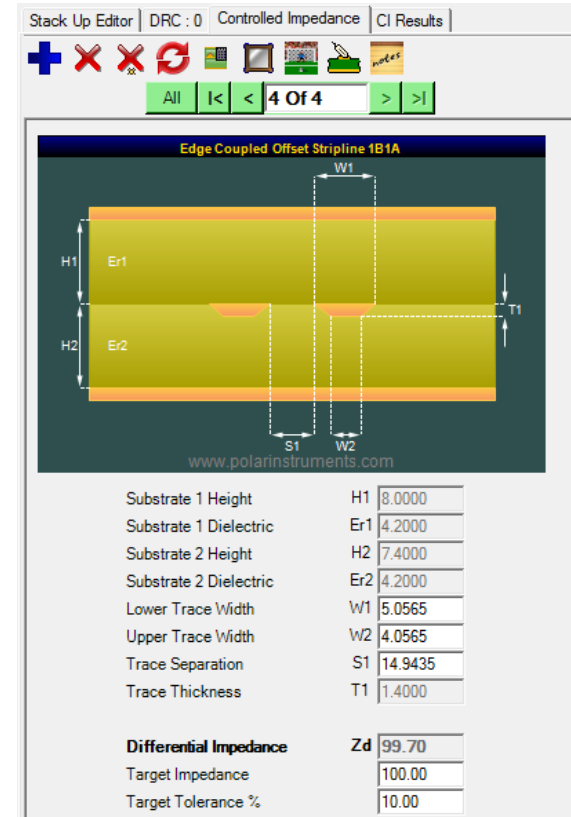 Stack Up Editor DRC : 0 Controlled Impedance CI Results
notes
All |< < 4 Of 4 > >|
Edge Coupled Offset Stripline 1B1A
W1
H1 Er1
T1
H2 Er2
S1 W2
www.polarinstruments.com
Substrate 1 Height H1 8.0000
Substrate 1 Dielectric Er1 4.2000
Substrate 2 Height H2 7.4000
Substrate 2 Dielectric Er2 4.2000
Lower Trace Width W1 5.0565
Upper Trace Width W2 4.0565
Trace Separation S1 14.9435
Trace Thickness T1 1.4000
Differential Impedance Zd 99.70
Target Impedance 100.00
Target Tolerance % 10.00